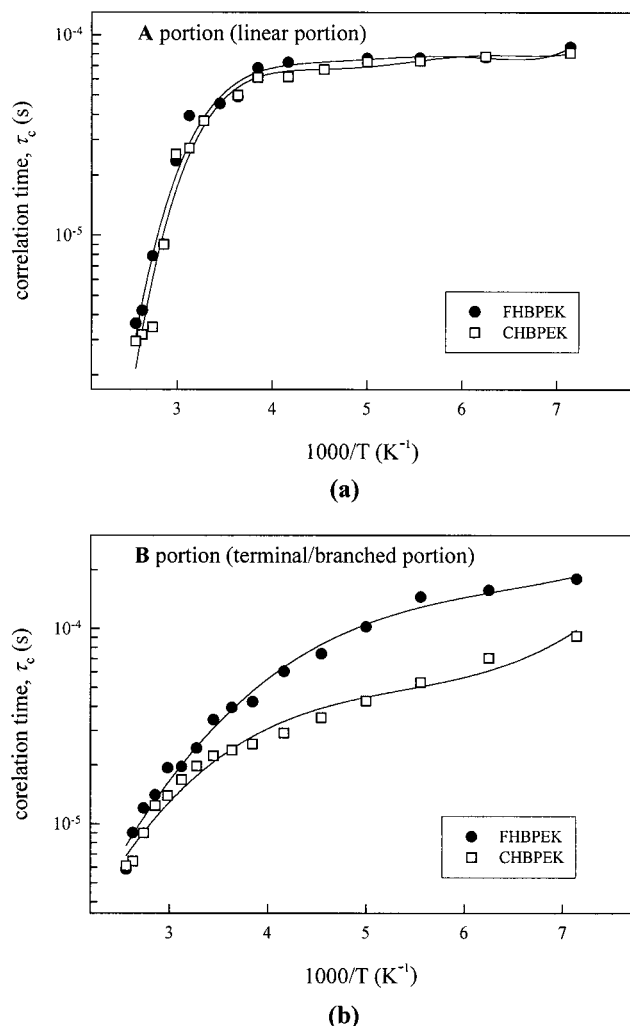 A portion (linear portion)
10⁻⁴
10⁻⁵
correlation time, τc (s)
FHBPEK
CHBPEK
3 4 5 6 7
1000/T (K⁻¹)
(a)
B portion (terminal/branched portion)
10⁻⁴
10⁻⁵
corelation time, τc (s)
FHBPEK
CHBPEK
3 4 5 6 7
1000/T (K⁻¹)
(b)